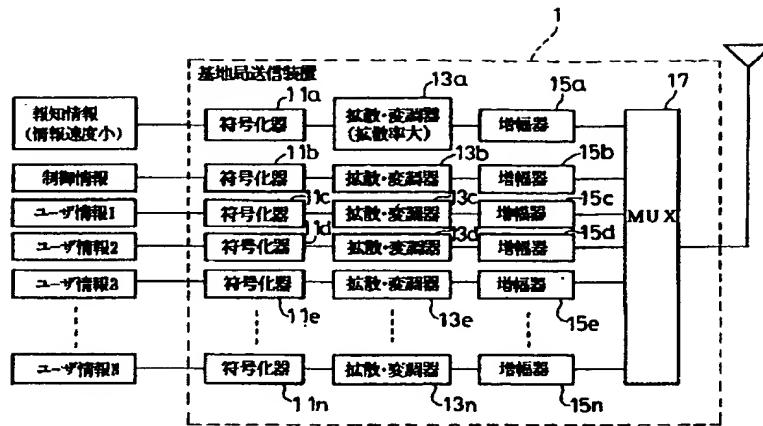 1
基地局送信装置
11a
13a
15a
17
報知情報
(情報速度小)
符号化器
拡散・変調器
(拡散率大)
増幅器
11b
13b
15b
制御情報
符号化器
拡散・変調器
増幅器
11c
13c
15c
ユーザ情報1
符号化器
拡散・変調器
増幅器
MUX
11d
13d
15d
ユーザ情報2
符号化器
拡散・変調器
増幅器
ユーザ情報3
符号化器
拡散・変調器
増幅器
11e
13e
15e
ユーザ情報N
符号化器
拡散・変調器
増幅器
11n
13n
15n